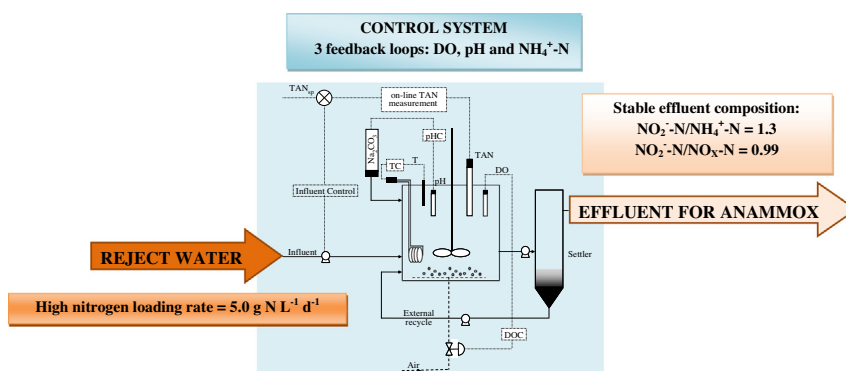 CONTROL SYSTEM
3 feedback loops: DO, pH and NH₄⁺-N
TANsp
on-line TAN
measurement
Na₂CO₃
pHC
TC
T
pH
TAN
DO
Influent Control
Influent
Settler
External
recycle
DOC
Air
REJECT WATER
High nitrogen loading rate = 5.0 g N L⁻¹ d⁻¹
Stable effluent composition:
NO₂⁻-N/NH₄⁺-N = 1.3
NO₂⁻-N/NOₓ-N = 0.99
EFFLUENT FOR ANAMMOX